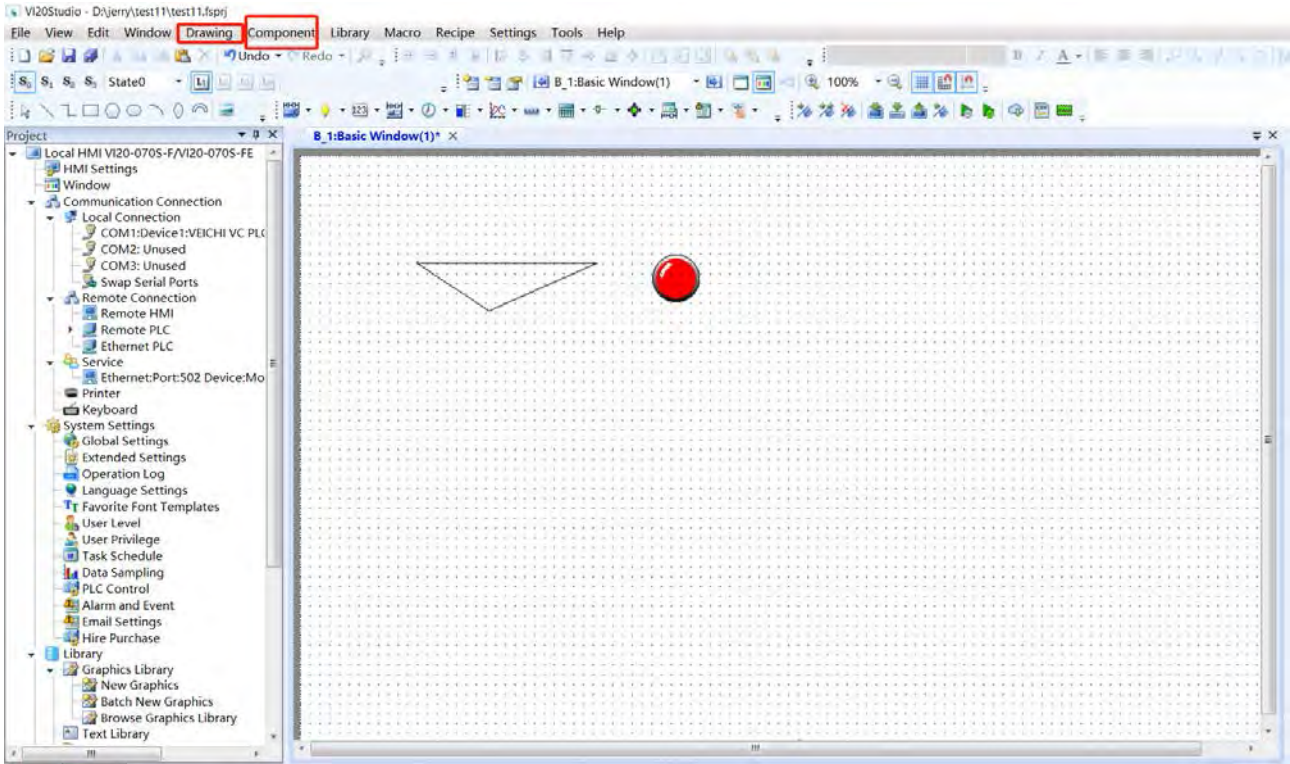 VI20Studio - D:\jerry\test11\test11.fsprj
File View Edit Window Drawing Component Library Macro Recipe Settings Tools Help
Undo Redo
S₀ S₁ S₂ S₃ State0 B_1:Basic Window(1) 100%
Project
B_1:Basic Window(1)*
Local HMI VI20-070S-F/VI20-070S-FE
HMI Settings
Window
Communication Connection
Local Connection
COM1:Device1:VEICHI VC PL
COM2: Unused
COM3: Unused
Swap Serial Ports
Remote Connection
Remote HMI
Remote PLC
Ethernet PLC
Service
Ethernet:Port:502 Device:Mo
Printer
Keyboard
System Settings
Global Settings
Extended Settings
Operation Log
Language Settings
Favorite Font Templates
User Level
User Privilege
Task Schedule
Data Sampling
PLC Control
Alarm and Event
Email Settings
Hire Purchase
Library
Graphics Library
New Graphics
Batch New Graphics
Browse Graphics Library
Text Library